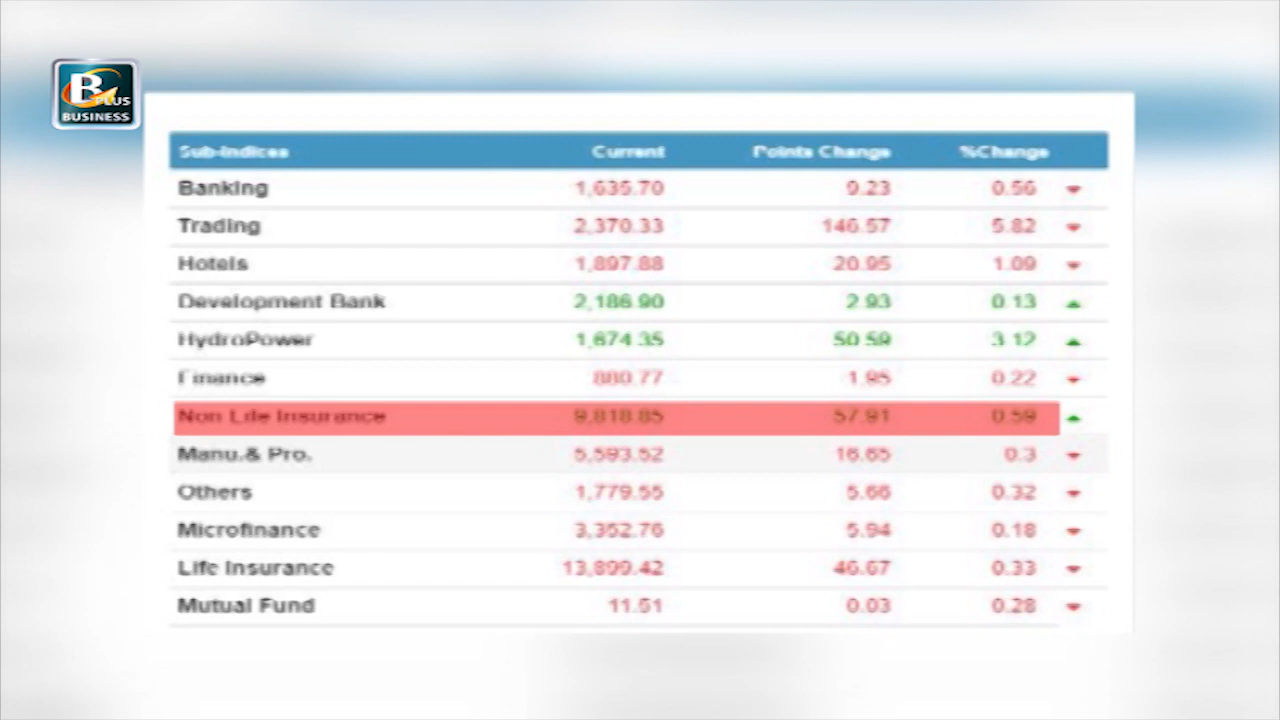 B PLUS
BUSINESS
Sub-Indices Current Points Change %Change
Banking 1,635.70 9.23 0.56
Trading 2,370.33 146.57 5.82
Hotels 1,897.88 20.95 1.09
Development Bank 2,186.90 2.93 0.13
HydroPower 1,674.35 50.59 3.12
Finance 880.77 1.95 0.22
Non Life Insurance 9,818.85 57.91 0.59
Manu.& Pro. 5,593.52 16.65 0.3
Others 1,779.55 5.66 0.32
Microfinance 3,352.76 5.94 0.18
Life Insurance 13,899.42 46.67 0.33
Mutual Fund 11.51 0.03 0.28